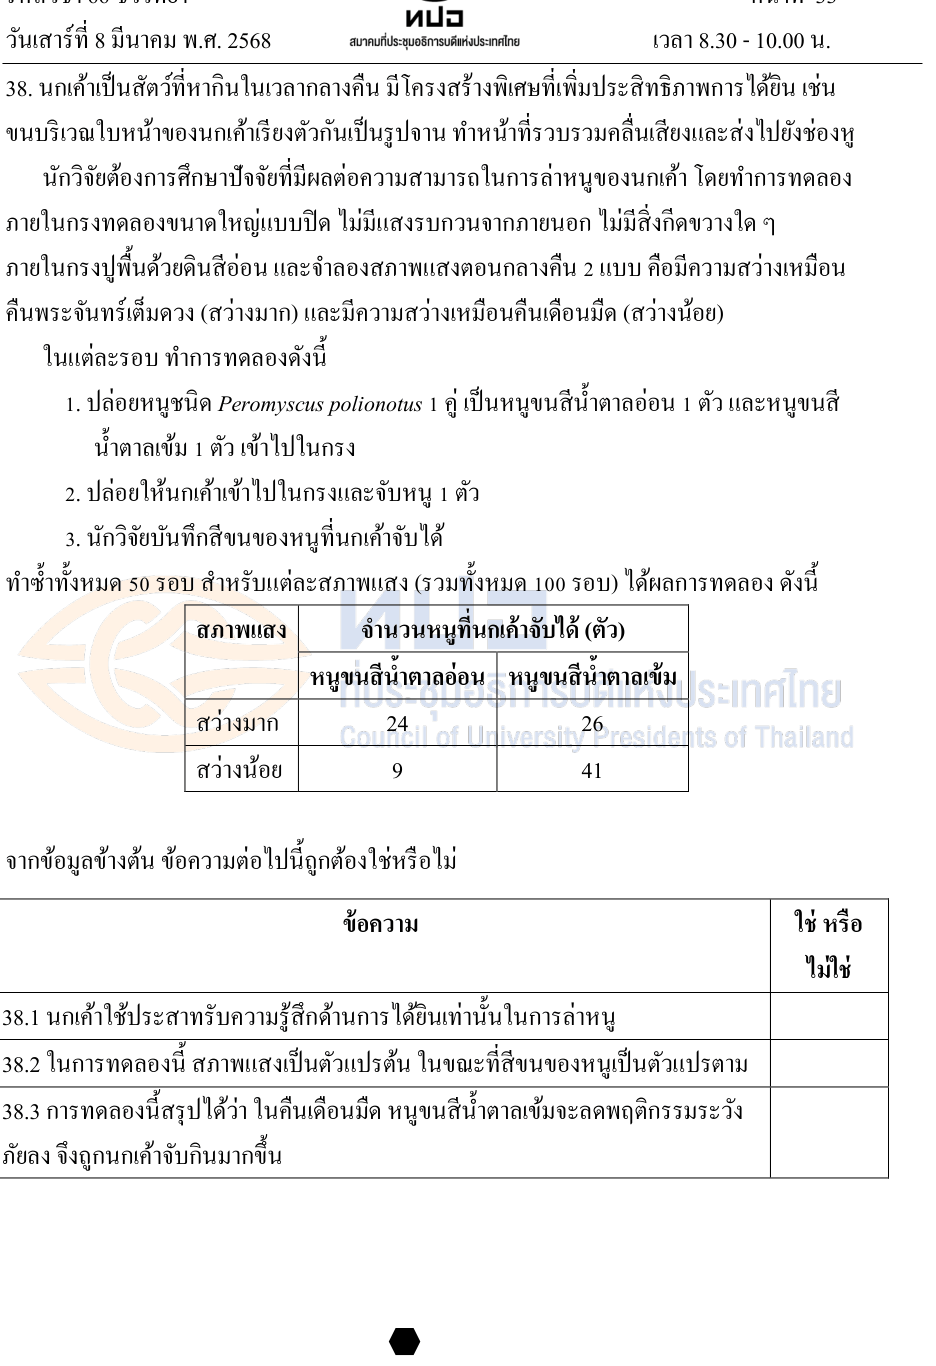 ทปอ
วันเสาร์ที่ 8 มีนาคม พ.ศ. 2568 สมาคมที่ประชุมอธิการบดีแห่งประเทศไทย เวลา 8.30 - 10.00 น.
38. นกเค้าเป็นสัตว์ที่หากินในเวลากลางคืน มีโครงสร้างพิเศษที่เพิ่มประสิทธิภาพการได้ยิน เช่น
ขนบริเวณใบหน้าของนกเค้าเรียงตัวกันเป็นรูปจาน ทำหน้าที่รวบรวมคลื่นเสียงและส่งไปยังช่องหู
นักวิจัยต้องการศึกษาปัจจัยที่มีผลต่อความสามารถในการล่าหนูของนกเค้า โดยทำการทดลอง
ภายในกรงทดลองขนาดใหญ่แบบปิด ไม่มีแสงรบกวนจากภายนอก ไม่มีสิ่งกีดขวางใด ๆ
ภายในกรงปูพื้นด้วยดินสีอ่อน และจำลองสภาพแสงตอนกลางคืน 2 แบบ คือมีความสว่างเหมือน
คืนพระจันทร์เต็มดวง (สว่างมาก) และมีความสว่างเหมือนคืนเดือนมืด (สว่างน้อย)
ในแต่ละรอบ ทำการทดลองดังนี้
1. ปล่อยหนูชนิด Peromyscus polionotus 1 คู่ เป็นหนูขนสีน้ำตาลอ่อน 1 ตัว และหนูขนสี
น้ำตาลเข้ม 1 ตัว เข้าไปในกรง
2. ปล่อยให้นกเค้าเข้าไปในกรงและจับหนู 1 ตัว
3. นักวิจัยบันทึกสีขนของหนูที่นกเค้าจับได้
ทำซ้ำทั้งหมด 50 รอบ สำหรับแต่ละสภาพแสง (รวมทั้งหมด 100 รอบ) ได้ผลการทดลอง ดังนี้
ทปอ
ที่ประชุมอธิการบดีแห่งประเทศไทย
Council of University Presidents of Thailand
สภาพแสง จำนวนหนูที่นกเค้าจับได้ (ตัว)
หนูขนสีน้ำตาลอ่อน หนูขนสีน้ำตาลเข้ม
สว่างมาก 24 26
สว่างน้อย 9 41
จากข้อมูลข้างต้น ข้อความต่อไปนี้ถูกต้องใช่หรือไม่
ข้อความ ใช่ หรือ
ไม่ใช่
38.1 นกเค้าใช้ประสาทรับความรู้สึกด้านการได้ยินเท่านั้นในการล่าหนู
38.2 ในการทดลองนี้ สภาพแสงเป็นตัวแปรต้น ในขณะที่สีขนของหนูเป็นตัวแปรตาม
38.3 การทดลองนี้สรุปได้ว่า ในคืนเดือนมืด หนูขนสีน้ำตาลเข้มจะลดพฤติกรรมระวัง
ภัยลง จึงถูกนกเค้าจับกินมากขึ้น